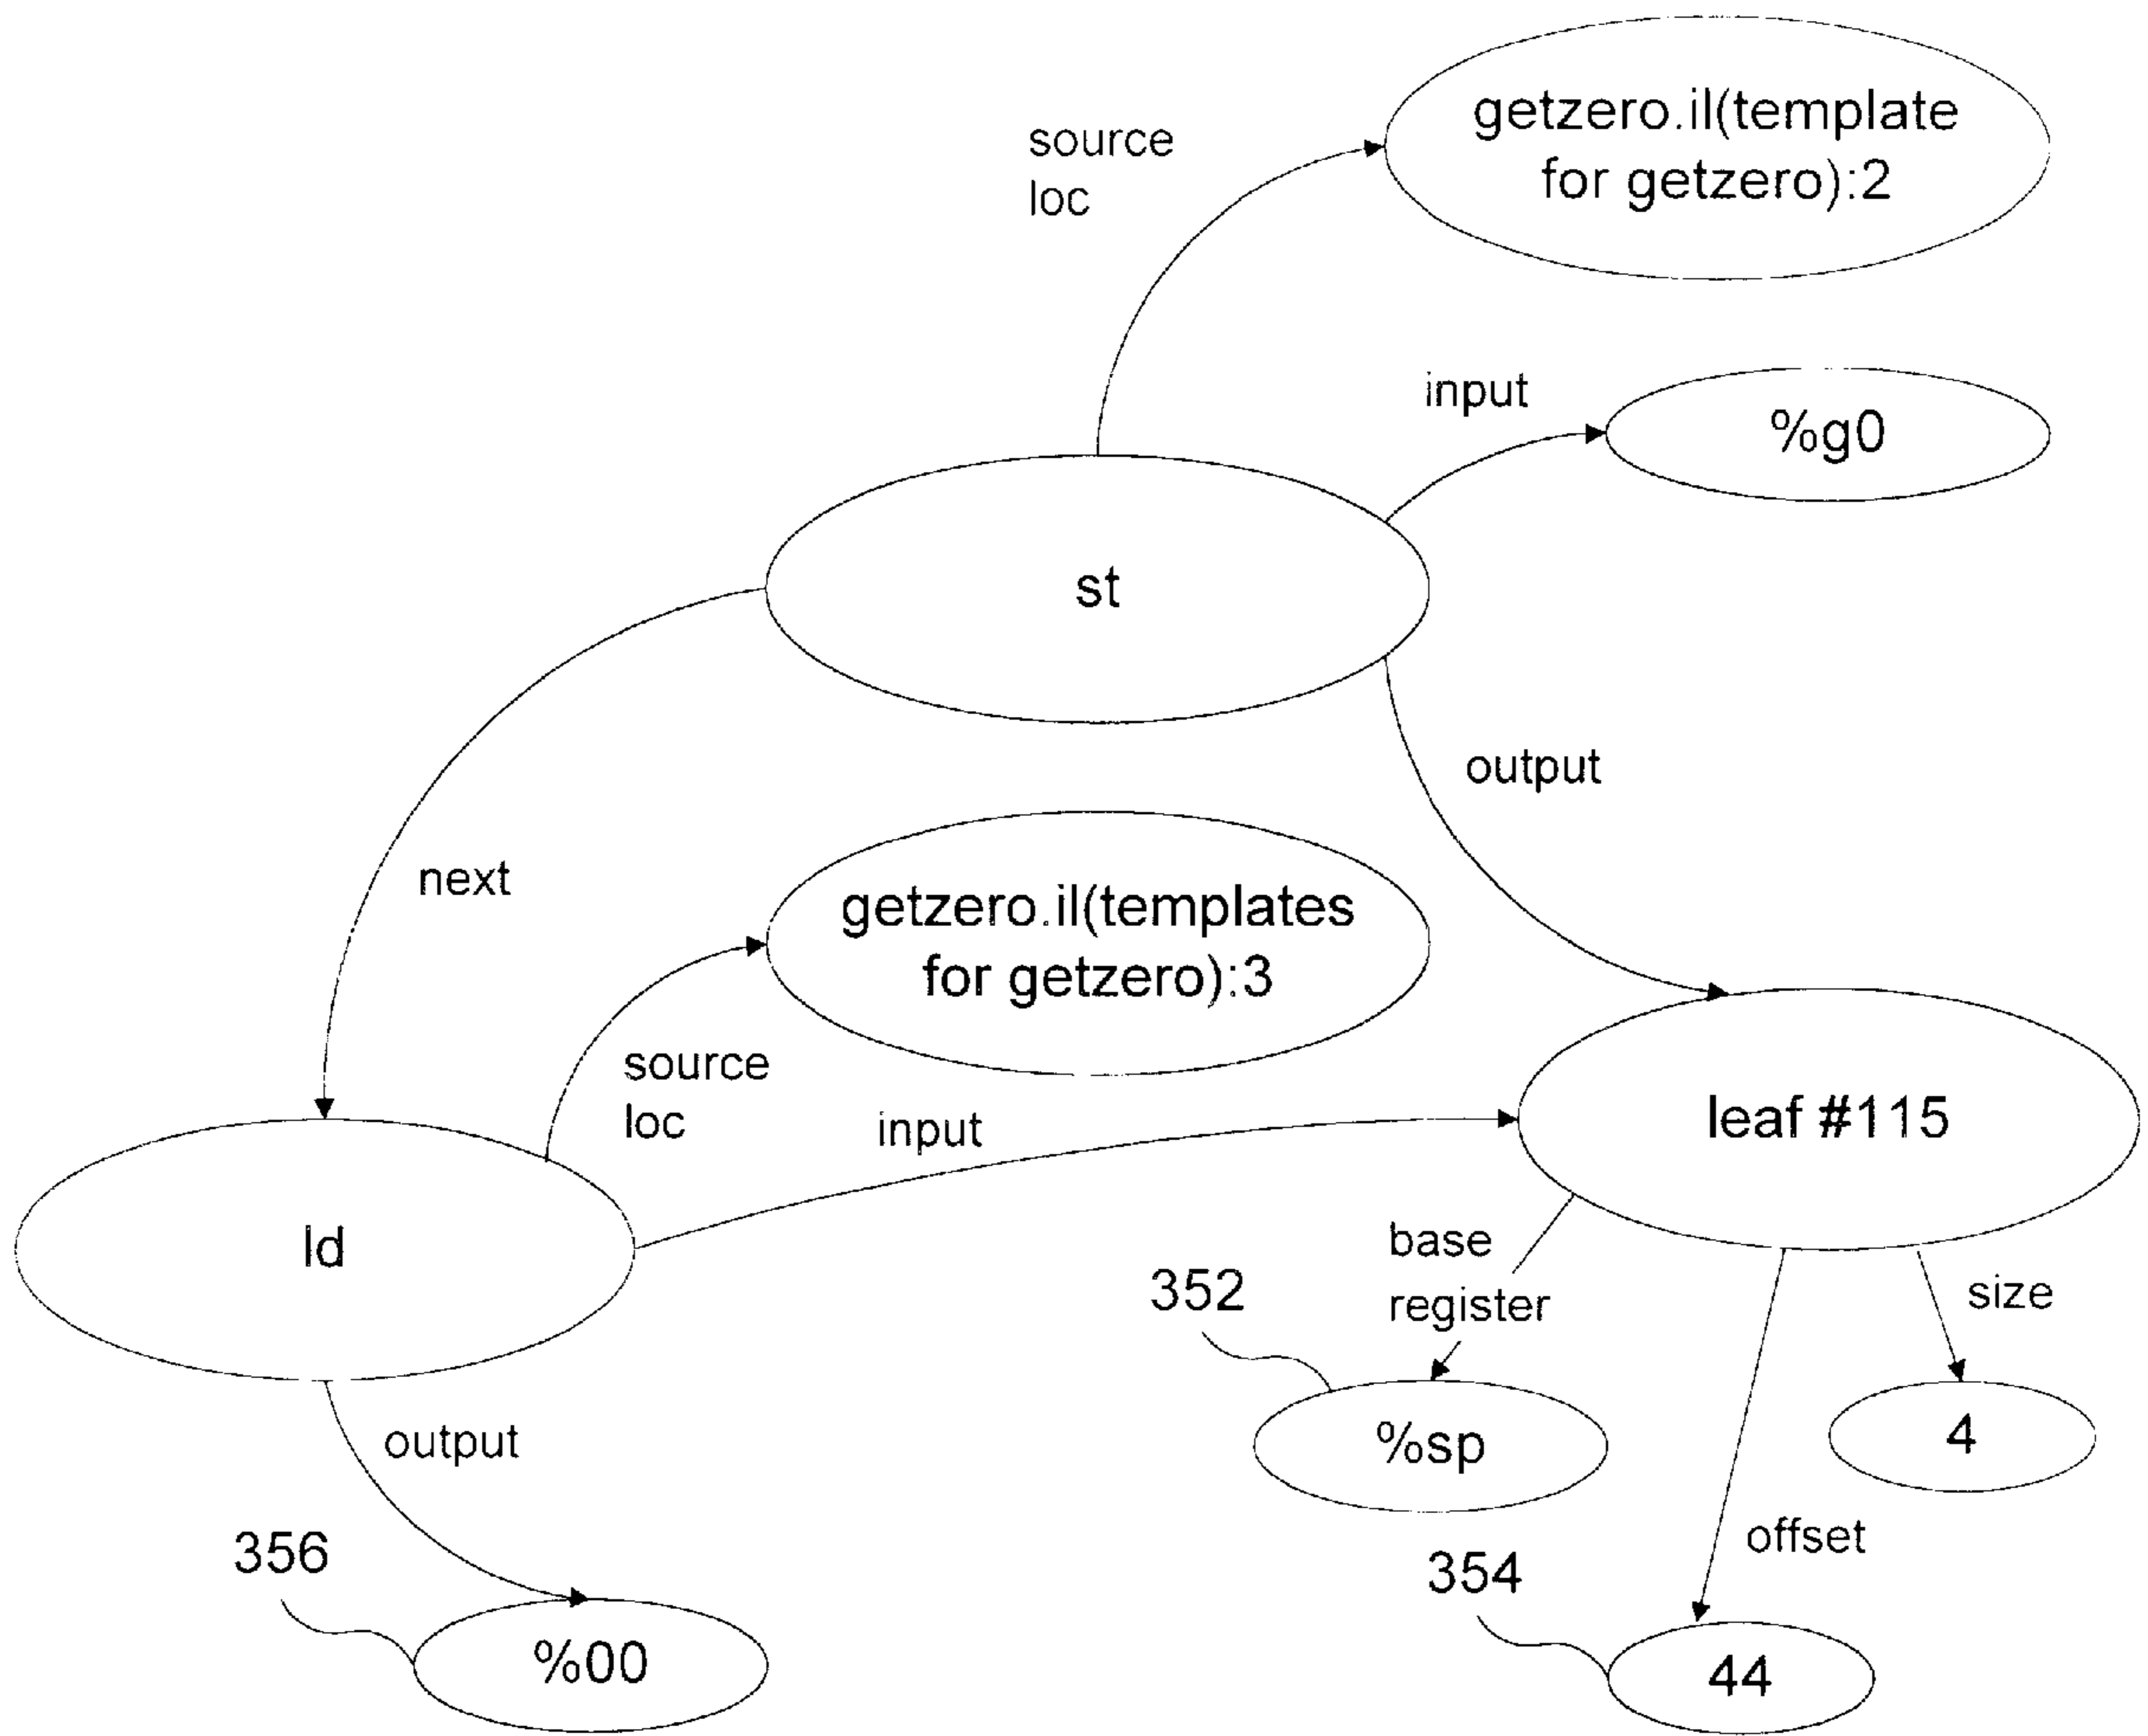 getzero.il(template
for getzero):2
source
loc
input
%g0
st
output
next
getzero.il(templates
for getzero):3
source
loc
input
leaf #115
ld
base
register
size
352
%sp
4
output
offset
356
354
%00
44